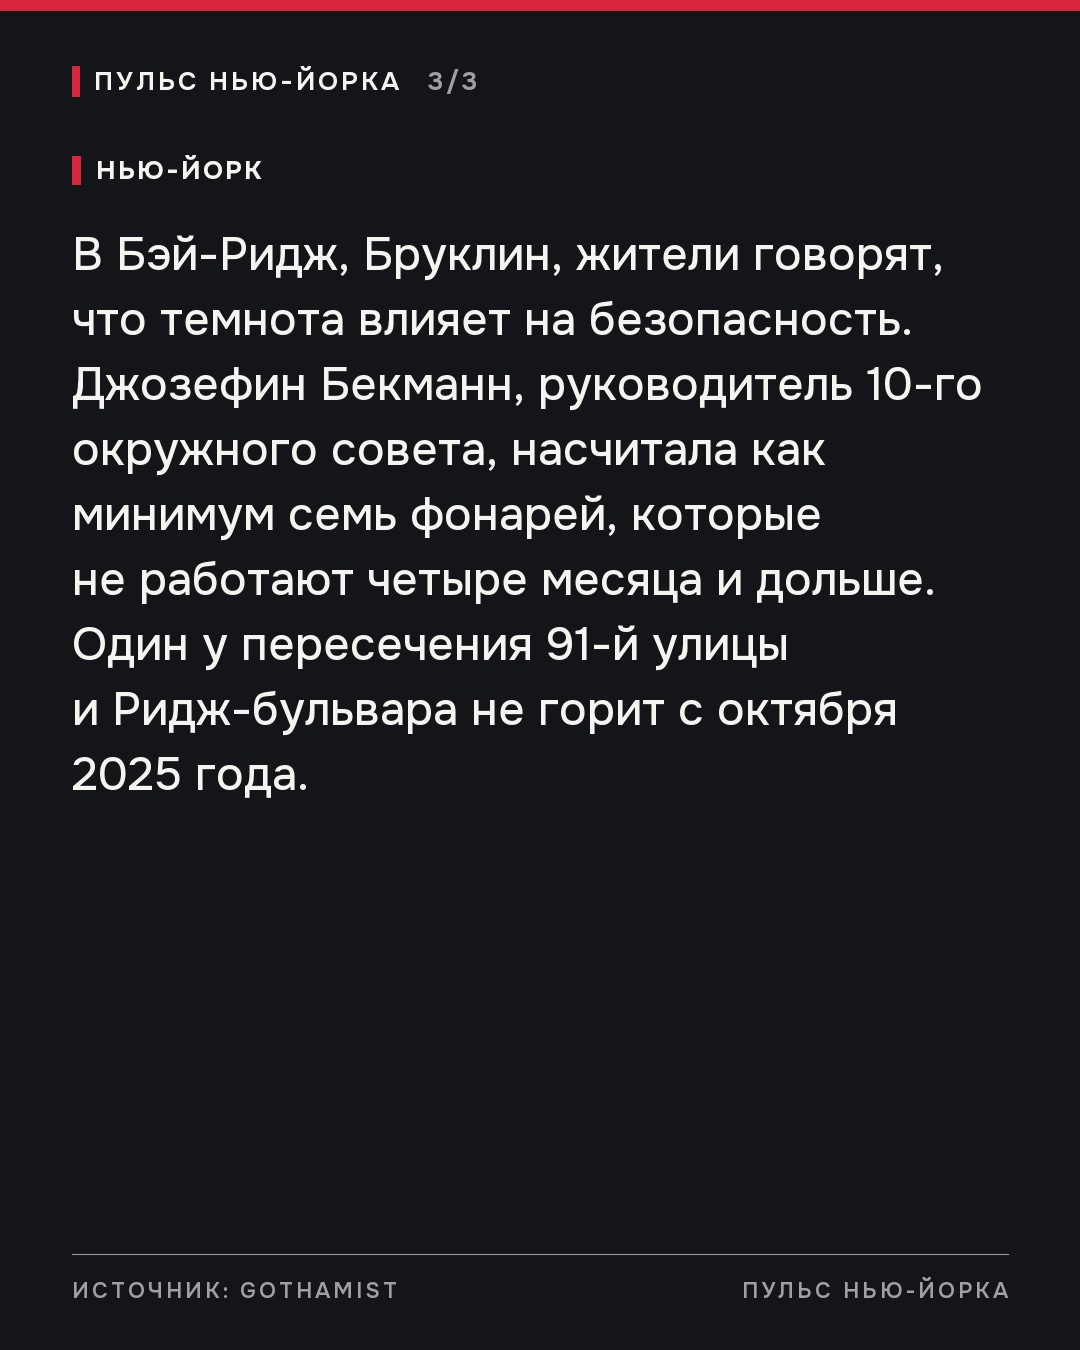 ПУЛЬС НЬЮ-ЙОРКА 3/3
НЬЮ-ЙОРК
В Бэй-Ридж, Бруклин, жители говорят,
что темнота влияет на безопасность.
Джозефин Бекманн, руководитель 10-го
окружного совета, насчитала как
минимум семь фонарей, которые
не работают четыре месяца и дольше.
Один у пересечения 91-й улицы
и Ридж-бульвара не горит с октября
2025 года.
ИСТОЧНИК: GOTHAMIST
ПУЛЬС НЬЮ-ЙОРКА